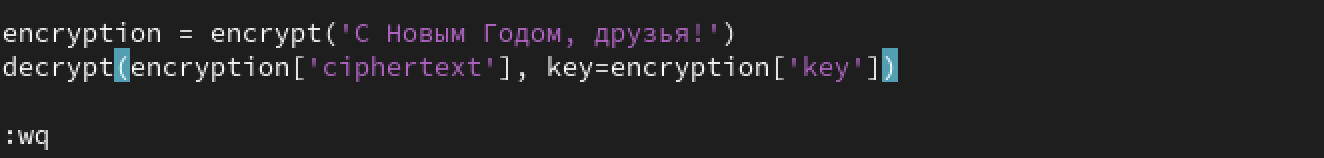 encryption = encrypt('С Новым Годом, друзья!')
decrypt(encryption['ciphertext'], key=encryption['key'])
:wq